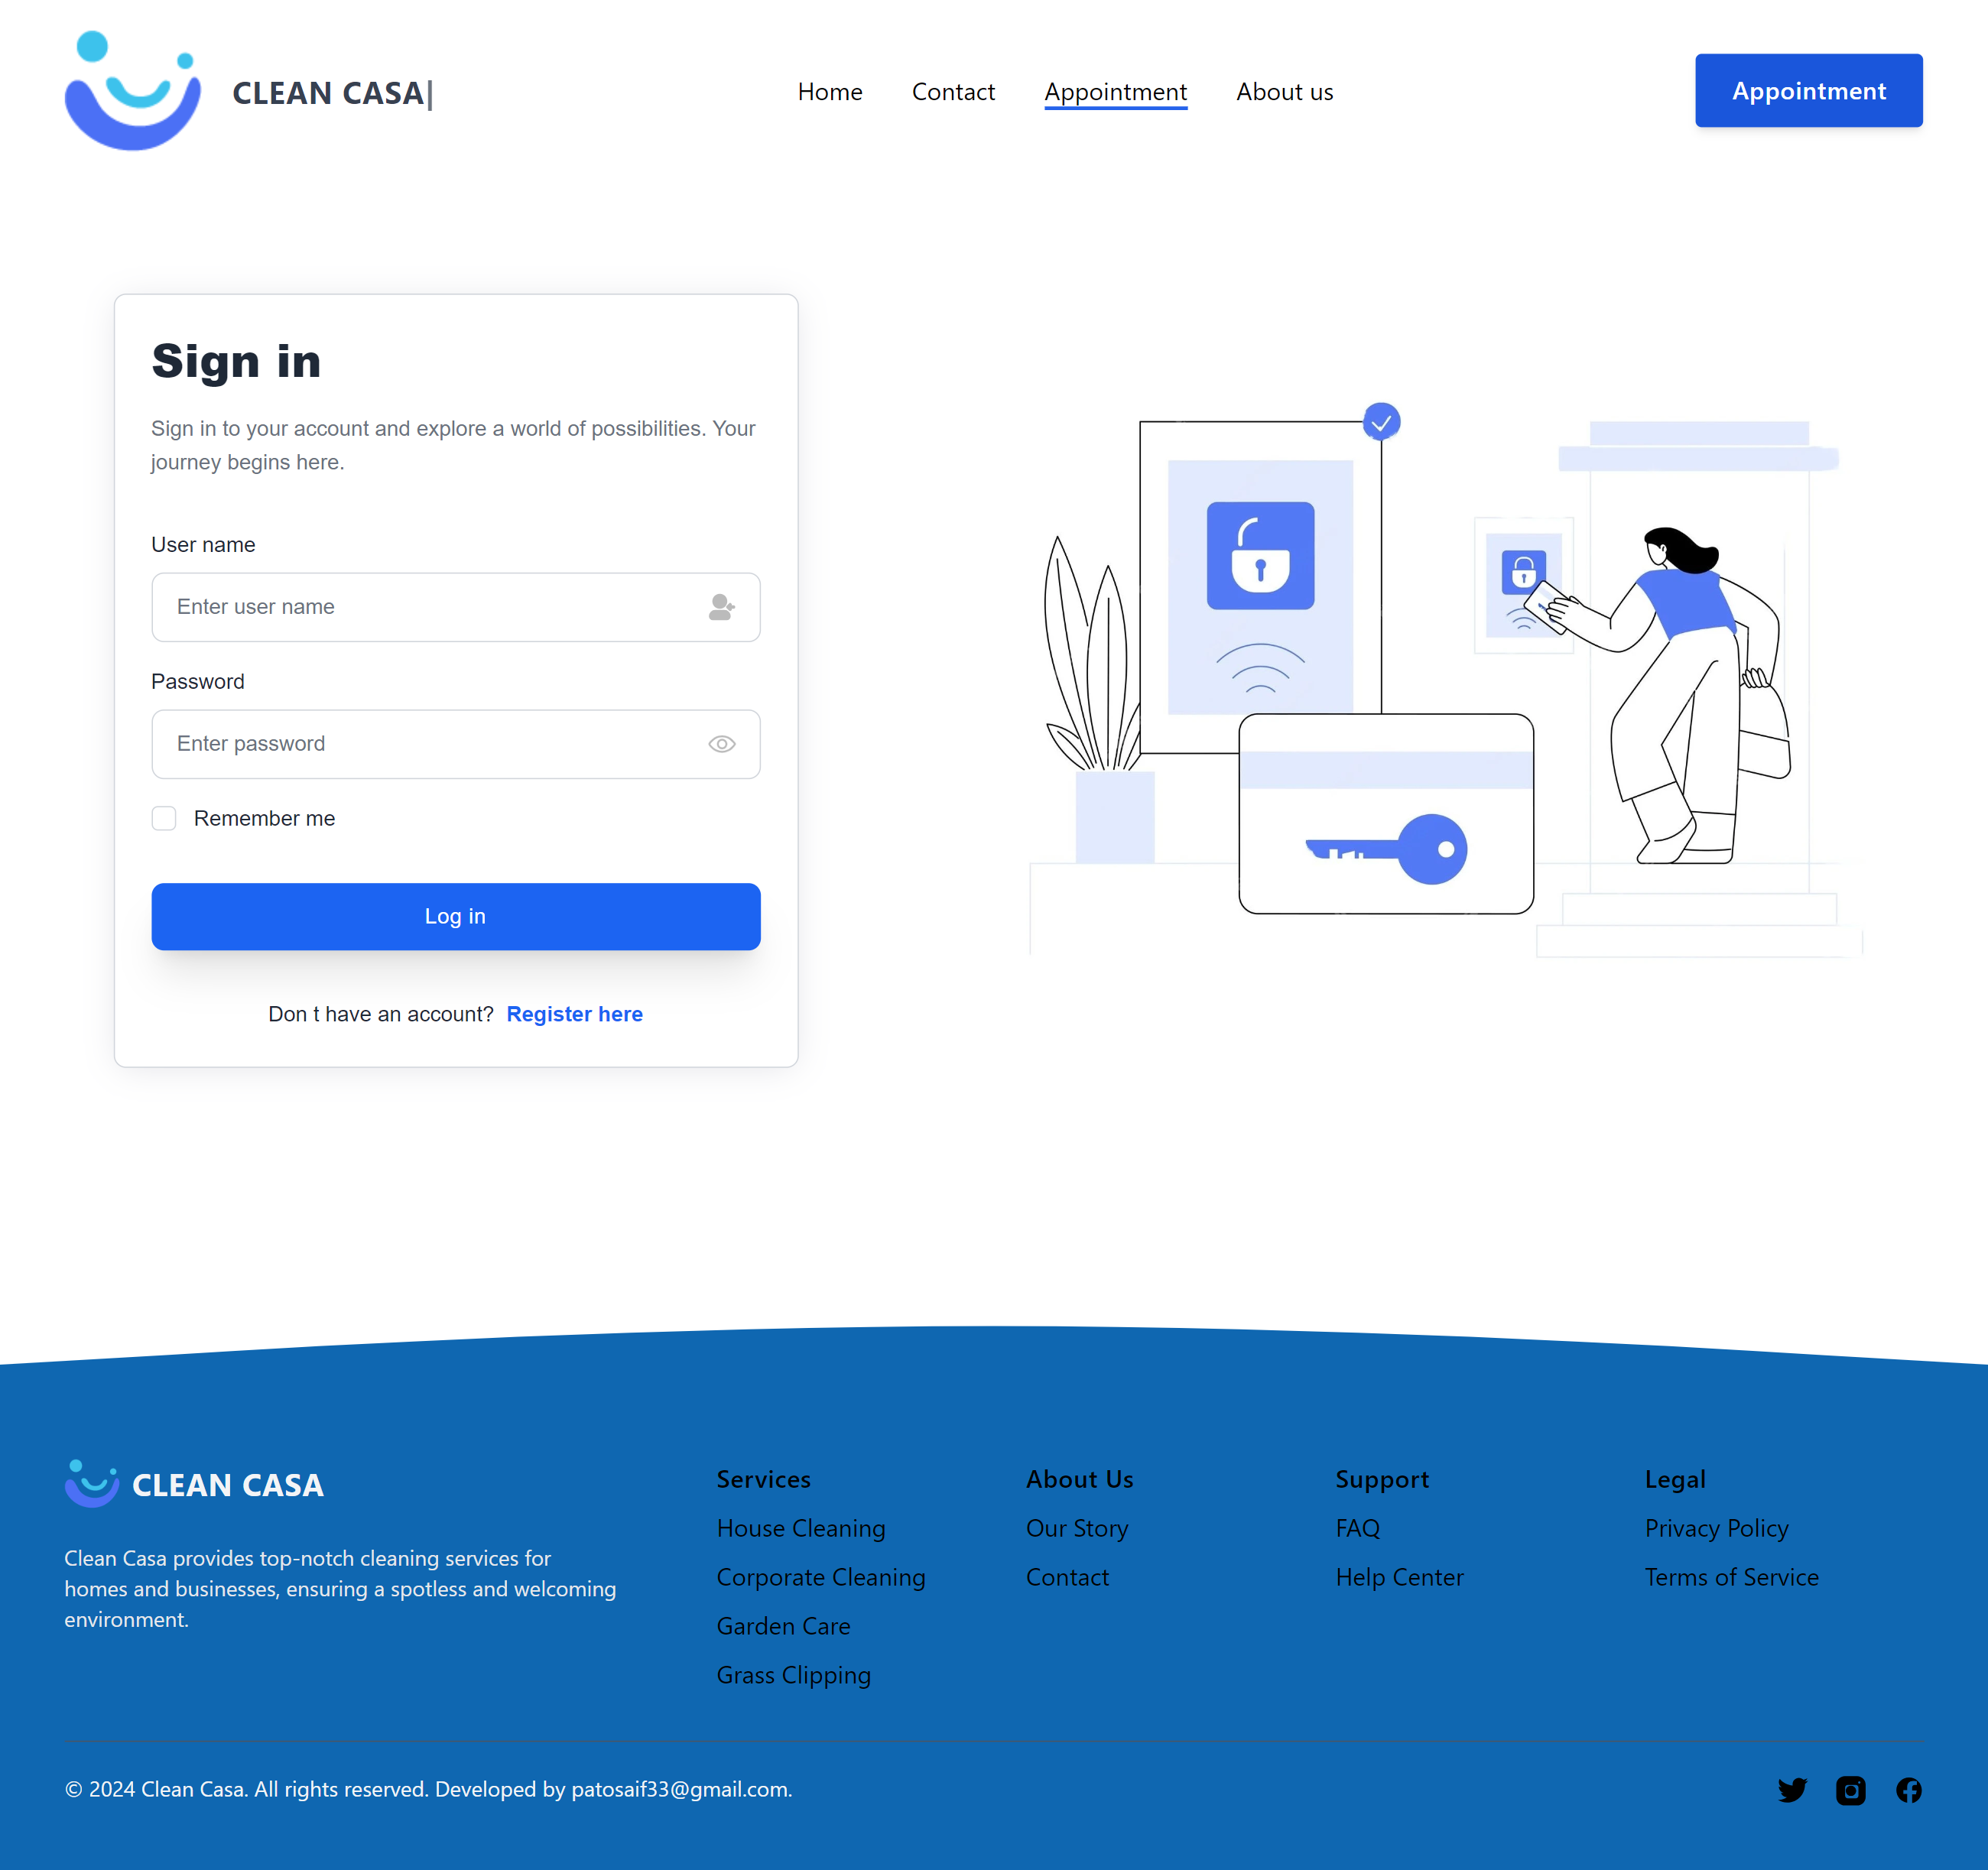 CLEAN CASA|
Home
Contact
Appointment
About us
Appointment
Sign in
Sign in to your account and explore a world of possibilities. Your
journey begins here.
User name
Enter user name
Password
Enter password
Remember me
Log in
Don t have an account? Register here
CLEAN CASA
Clean Casa provides top-notch cleaning services for
homes and businesses, ensuring a spotless and welcoming
environment.
Services
House Cleaning
Corporate Cleaning
Garden Care
Grass Clipping
About Us
Our Story
Contact
Support
FAQ
Help Center
Legal
Privacy Policy
Terms of Service
© 2024 Clean Casa. All rights reserved. Developed by patosaif33@gmail.com.